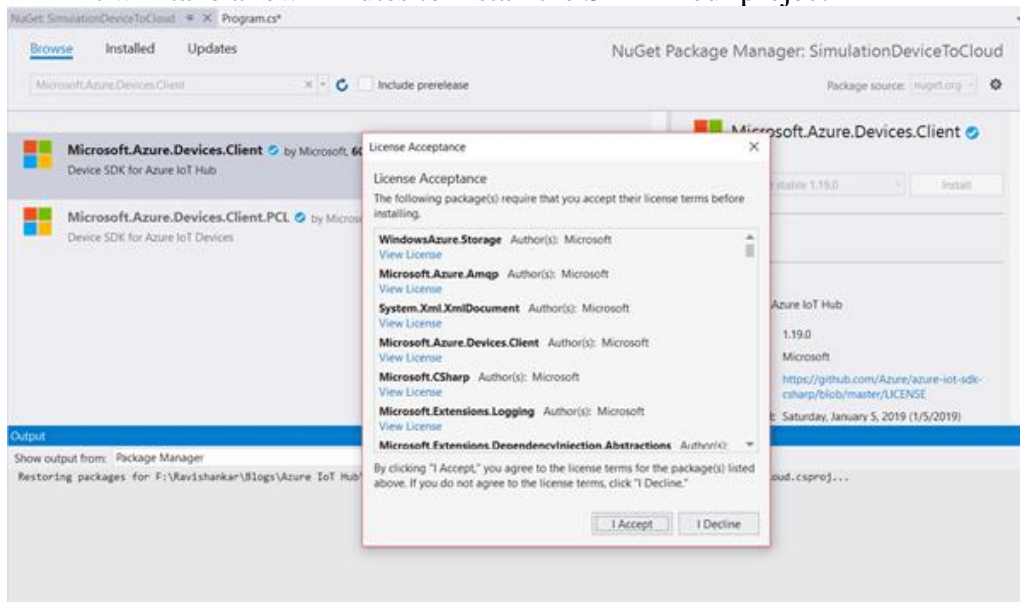 NuGet: SimulationDeviceToCloud Program.cs*
Browse Installed Updates
NuGet Package Manager: SimulationDeviceToCloud
Microsoft.Azure.Devices.Client
Include prerelease
Package source: nuget.org
Microsoft.Azure.Devices.Client by Microsoft, 60
Device SDK for Azure IoT Hub
Microsoft.Azure.Devices.Client.PCL by Micros
Device SDK for Azure IoT Devices
License Acceptance
License Acceptance
The following package(s) require that you accept their license terms before
installing.
WindowsAzure.Storage Author(s): Microsoft
View License
Microsoft.Azure.Amqp Author(s): Microsoft
View License
System.Xml.XmlDocument Author(s): Microsoft
View License
Microsoft.Azure.Devices.Client Author(s): Microsoft
View License
Microsoft.CSharp Author(s): Microsoft
View License
Microsoft.Extensions.Logging Author(s): Microsoft
View License
Microsoft.Extensions.DependencyInjection.Abstractions Author(s):
By clicking "I Accept," you agree to the license terms for the package(s) listed
above. If you do not agree to the license terms, click "I Decline."
I Accept I Decline
Microsoft.Azure.Devices.Client
stable 1.19.0 Install
Azure IoT Hub
1.19.0
Microsoft
https://github.com/Azure/azure-iot-sdk-
csharp/blob/master/LICENSE
Saturday, January 5, 2019 (1/5/2019)
Output
Show output from: Package Manager
Restoring packages for F:\Ravishankar\Blogs\Azure IoT Hub oud.csproj...